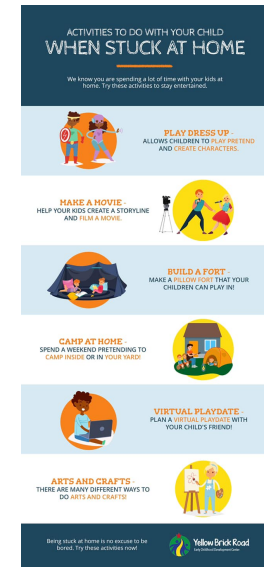 ACTIVITIES TO DO WITH YOUR CHILD
WHEN STUCK AT HOME
We know you are spending a lot of time with your kids at
home. Try these activities to stay entertained.
PLAY DRESS UP -
ALLOWS CHILDREN TO PLAY PRETEND
AND CREATE CHARACTERS.
MAKE A MOVIE -
HELP YOUR KIDS CREATE A STORYLINE
AND FILM A MOVIE.
BUILD A FORT -
MAKE A PILLOW FORT THAT YOUR
CHILDREN CAN PLAY IN!
CAMP AT HOME -
SPEND A WEEKEND PRETENDING TO
CAMP INSIDE OR IN YOUR YARD!
VIRTUAL PLAYDATE -
PLAN A VIRTUAL PLAYDATE WITH
YOUR CHILD'S FRIEND!
ARTS AND CRAFTS -
THERE ARE MANY DIFFERENT WAYS TO
DO ARTS AND CRAFTS!
Being stuck at home is no excuse to be
bored. Try these activities now!
Yellow Brick Road
Early Childhood Development Center